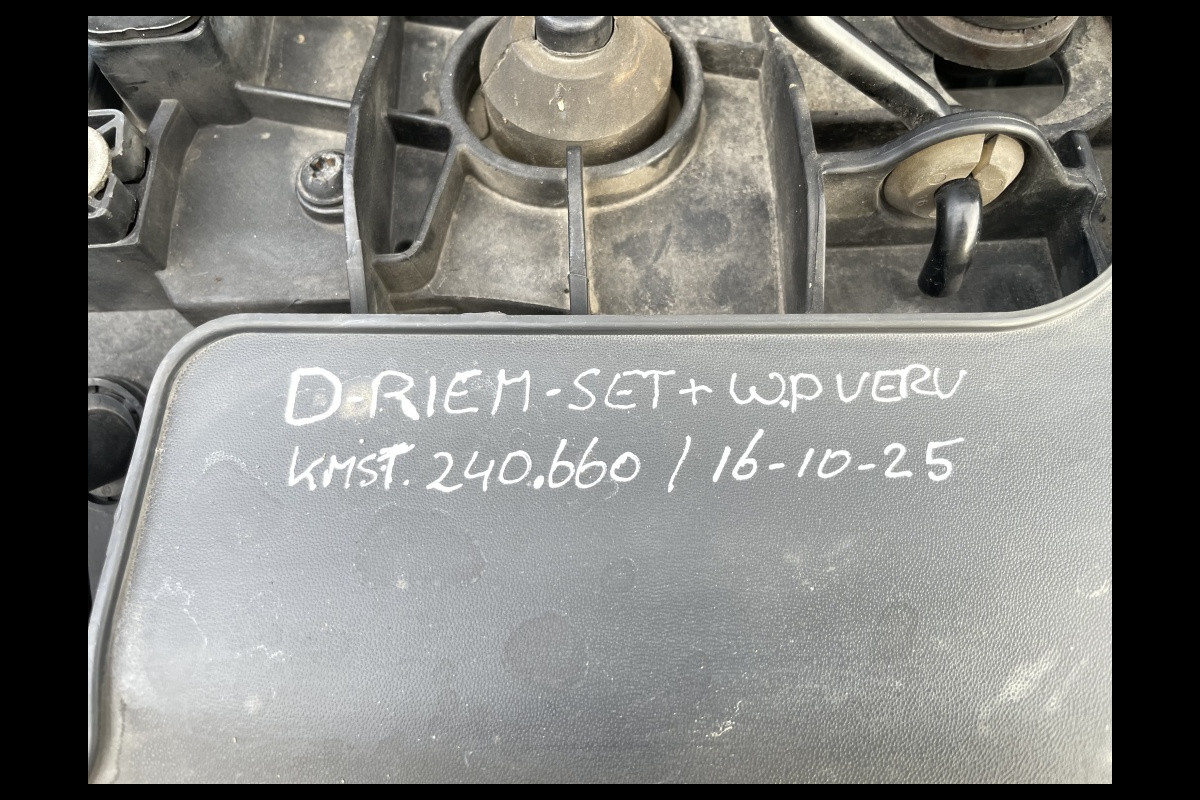 D-RIEM-SET+ W.P VERV
KMST. 240.660 / 16-10-25